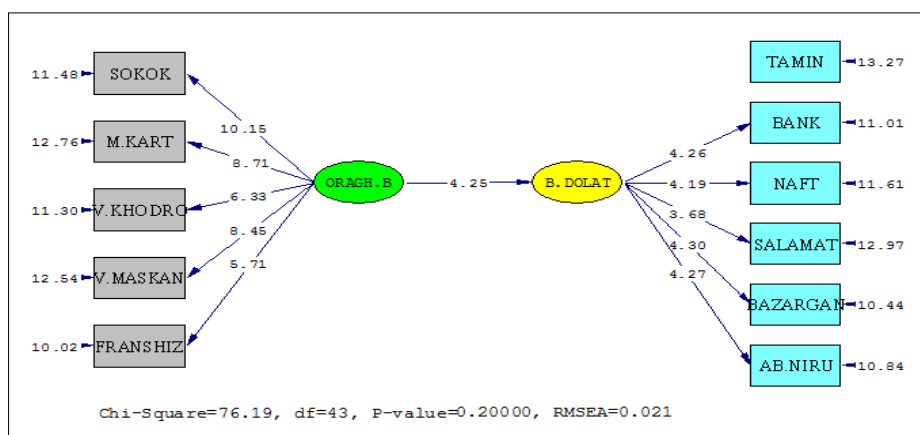 11.48 SOKOK
12.76 M.KART
11.30 V.KHODRO
12.54 V.MASKAN
10.02 FRANSHIZ
10.15
8.71
6.33
8.45
5.71
ORAGH.B
4.25
B.DOLAT
4.26
4.19
3.68
4.30
4.27
TAMIN 13.27
BANK 11.01
NAFT 11.61
SALAMAT 12.97
BAZARGAN 10.44
AB.NIRU 10.84
Chi-Square=76.19, df=43, P-value=0.20000, RMSEA=0.021